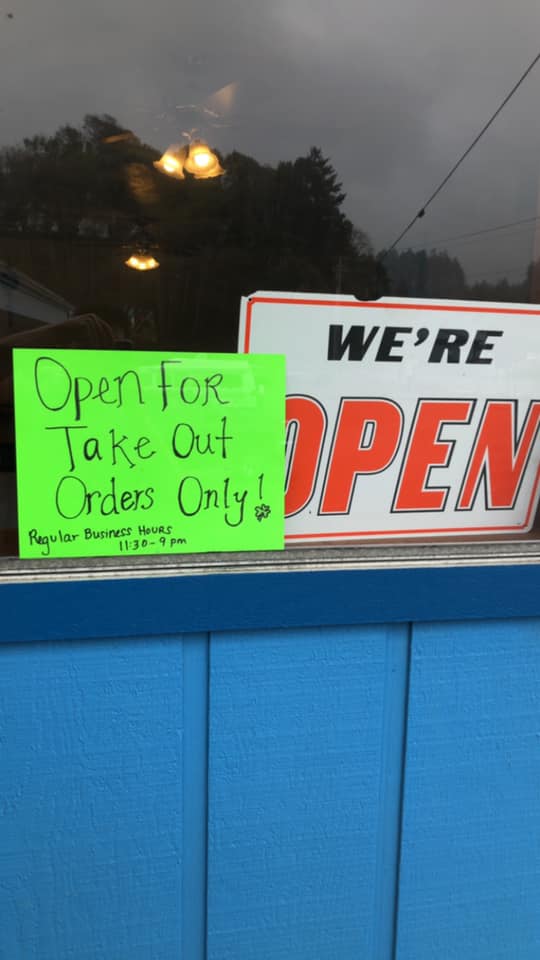 Open For
Take Out
Orders Only!
Regular Business Hours
11:30-9 pm
WE'RE
OPEN